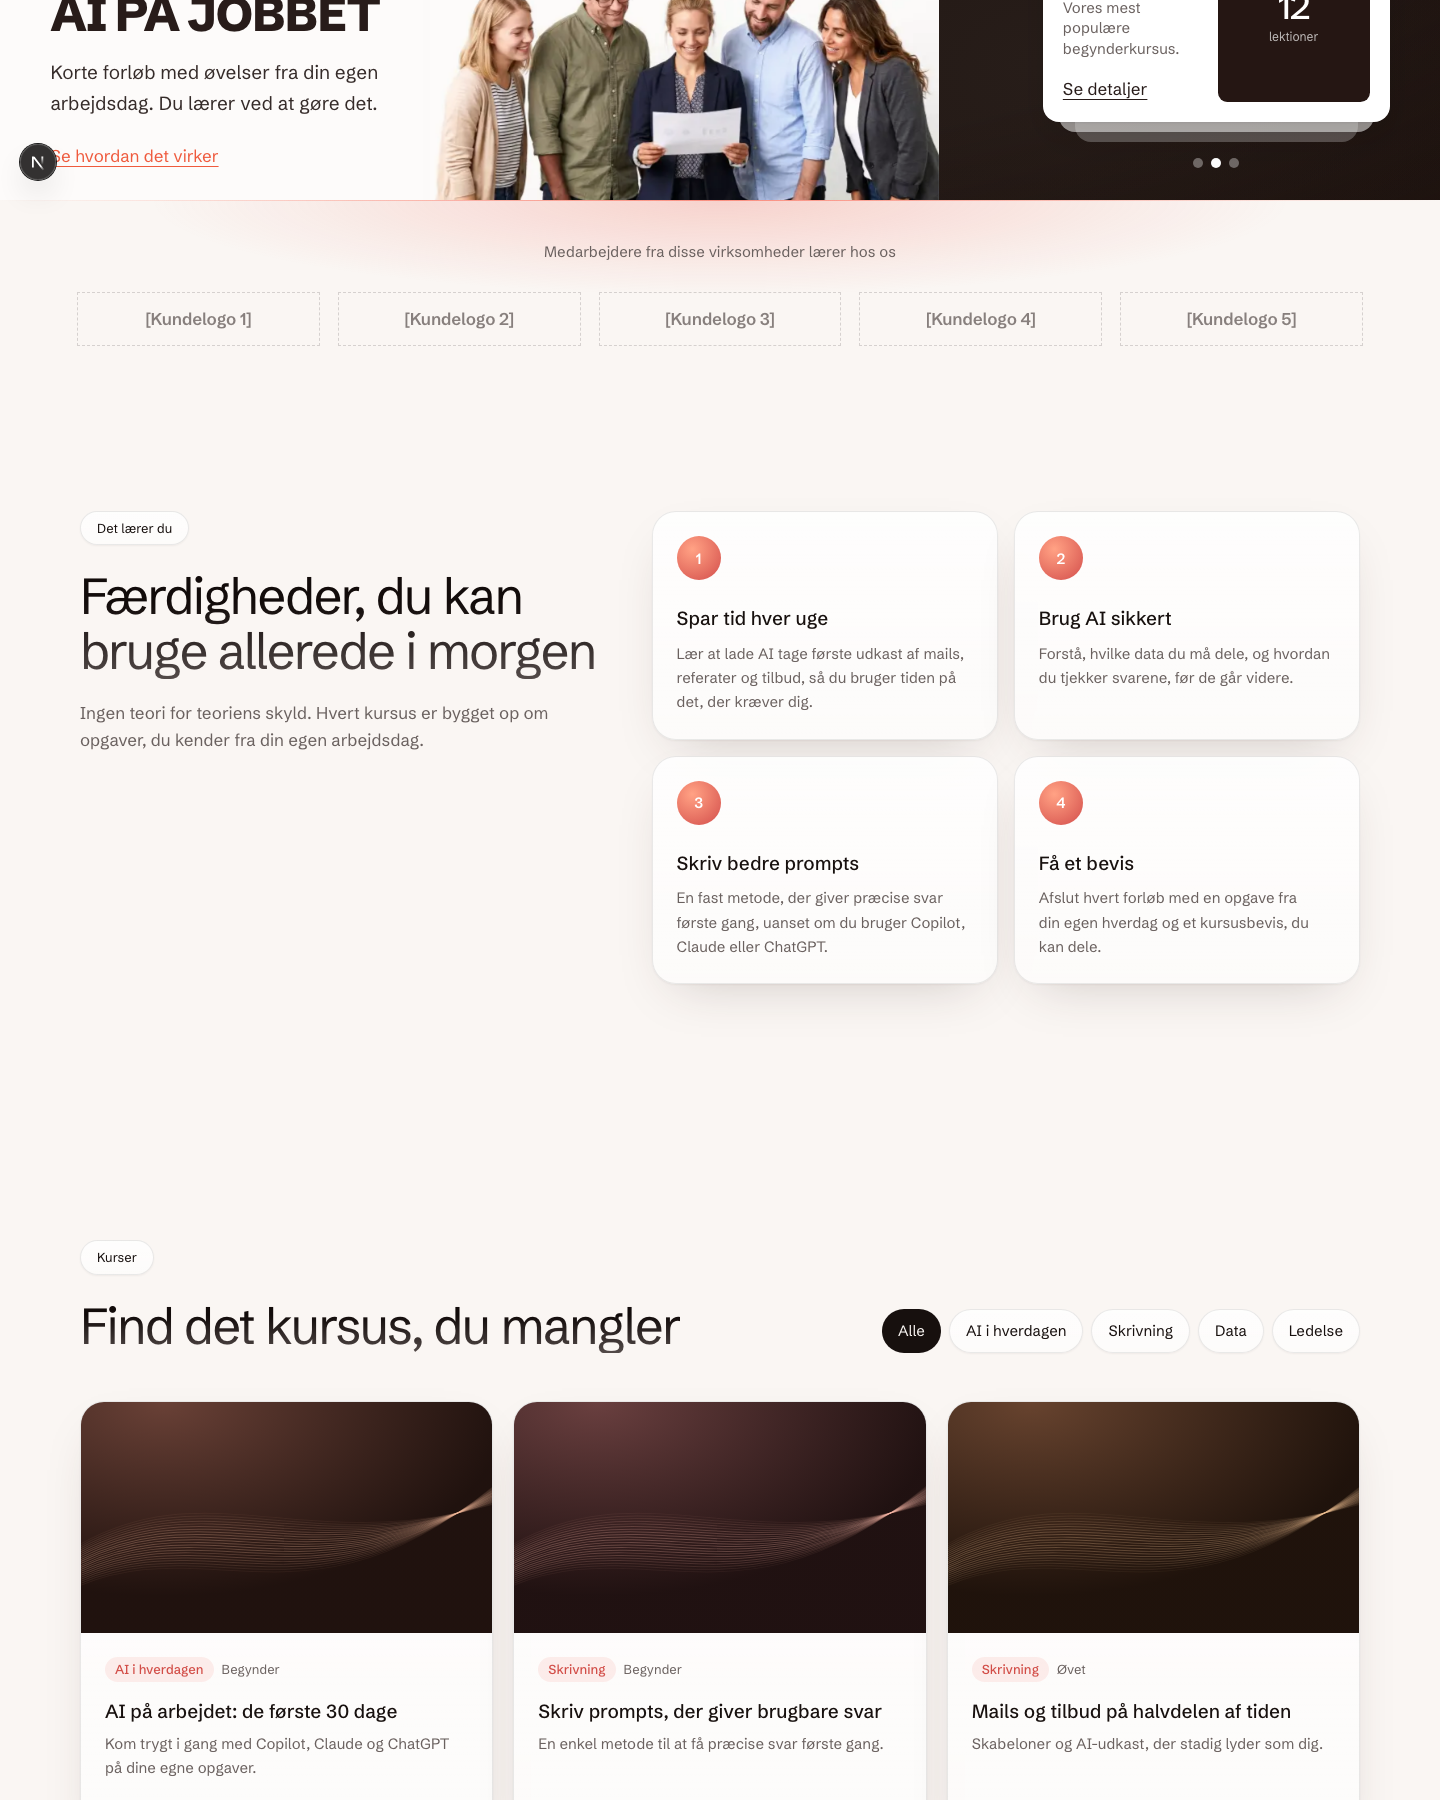 AI PÅ JOBBET
Korte forløb med øvelser fra din egen
arbejdsdag. Du lærer ved at gøre det.
Se hvordan det virker
N
Vores mest
populære
begynderkursus.
Se detaljer
12
lektioner
Medarbejdere fra disse virksomheder lærer hos os
[Kundelogo 1]
[Kundelogo 2]
[Kundelogo 3]
[Kundelogo 4]
[Kundelogo 5]
Det lærer du
Færdigheder, du kan
bruge allerede i morgen
Ingen teori for teoriens skyld. Hvert kursus er bygget op om
opgaver, du kender fra din egen arbejdsdag.
1
Spar tid hver uge
Lær at lade AI tage første udkast af mails,
referater og tilbud, så du bruger tiden på
det, der kræver dig.
2
Brug AI sikkert
Forstå, hvilke data du må dele, og hvordan
du tjekker svarene, før de går videre.
3
Skriv bedre prompts
En fast metode, der giver præcise svar
første gang, uanset om du bruger Copilot,
Claude eller ChatGPT.
4
Få et bevis
Afslut hvert forløb med en opgave fra
din egen hverdag og et kursusbevis, du
kan dele.
Kurser
Find det kursus, du mangler
Alle
AI i hverdagen
Skrivning
Data
Ledelse
AI i hverdagen
Begynder
AI på arbejdet: de første 30 dage
Kom trygt i gang med Copilot, Claude og ChatGPT
på dine egne opgaver.
Skrivning
Begynder
Skriv prompts, der giver brugbare svar
En enkel metode til at få præcise svar første gang.
Skrivning
Øvet
Mails og tilbud på halvdelen af tiden
Skabeloner og AI-udkast, der stadig lyder som dig.